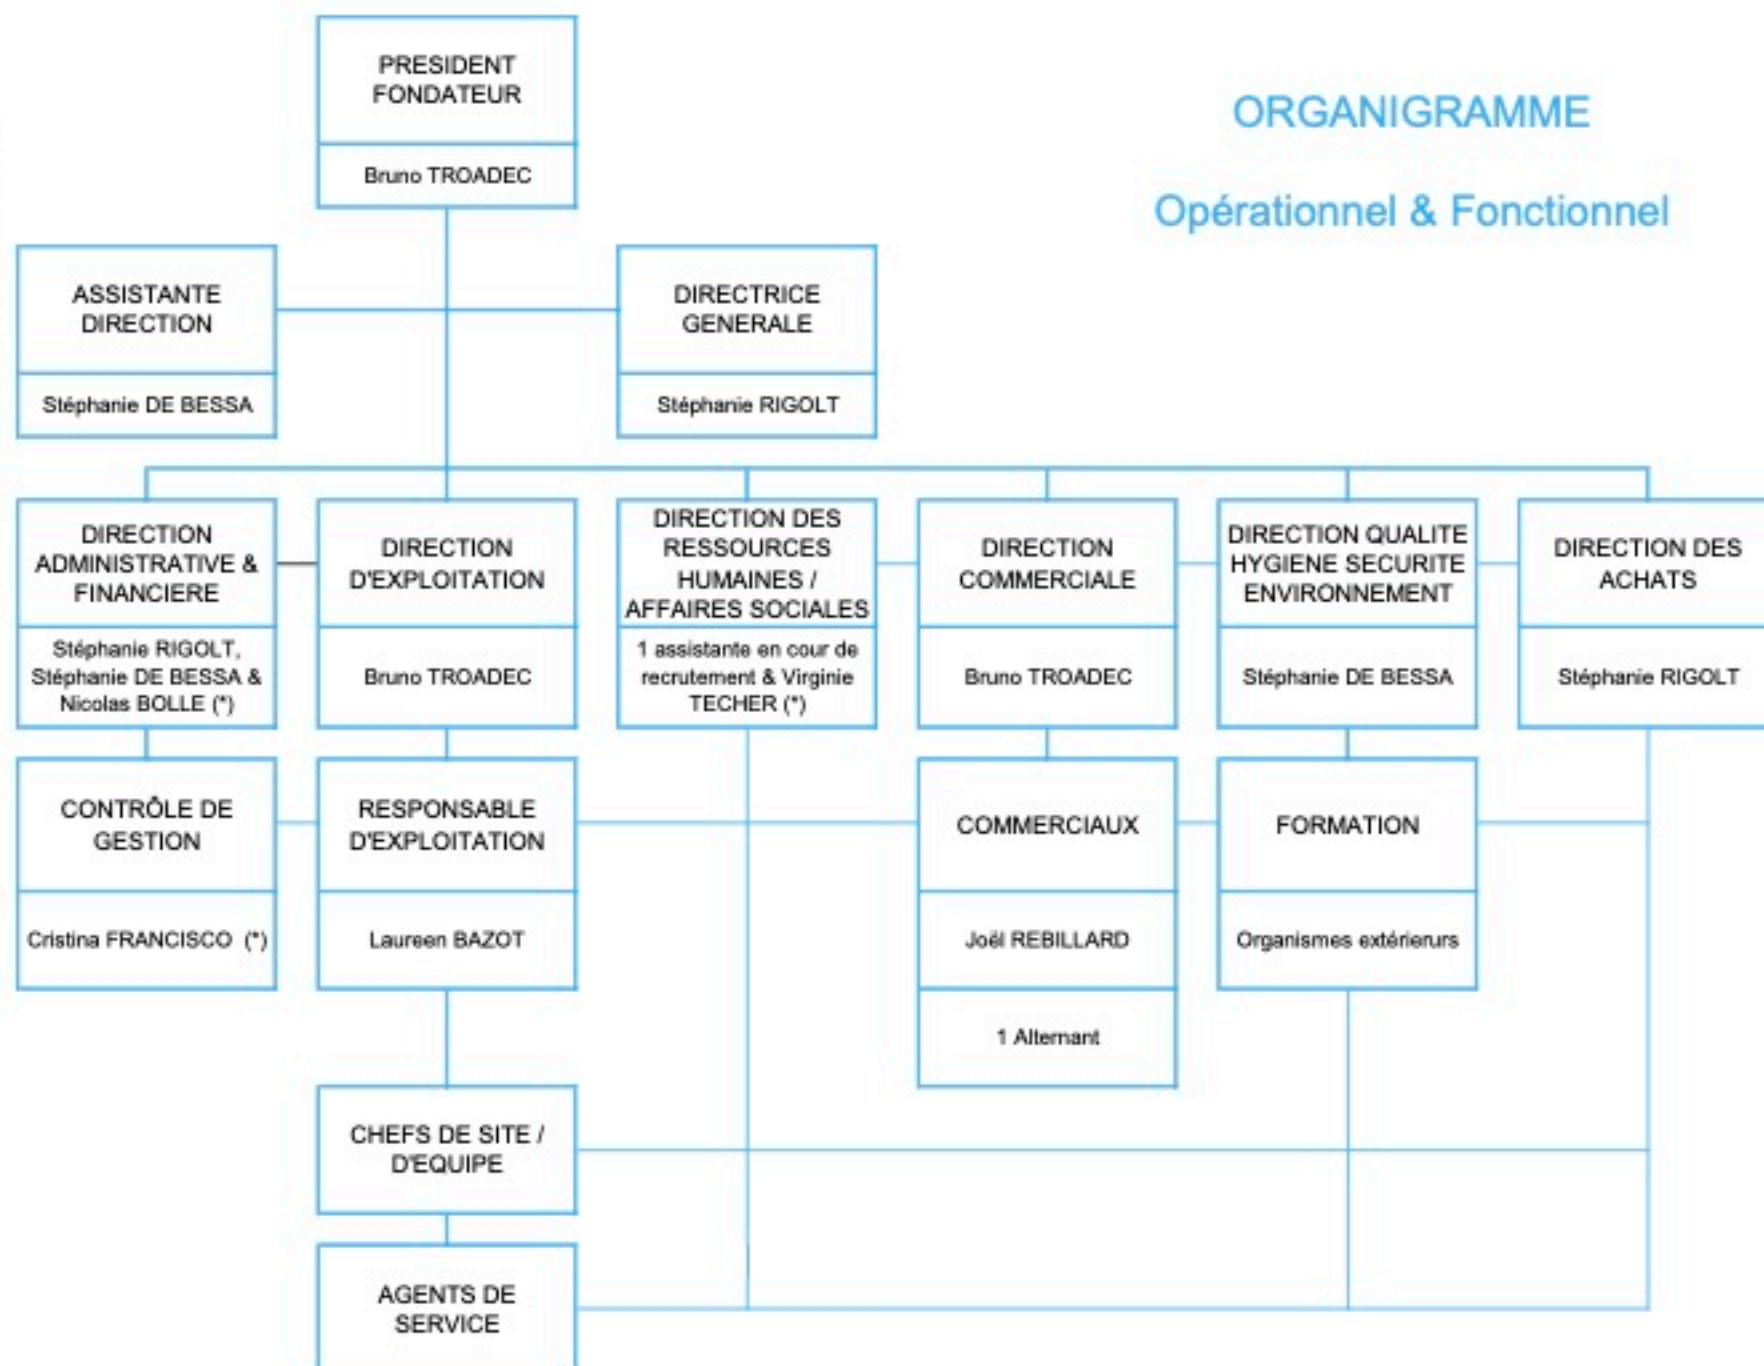 PRESIDENT
FONDATEUR
Bruno TROADEC
ORGANIGRAMME
Opérationnel & Fonctionnel
ASSISTANTE
DIRECTION
Stéphanie DE BESSA
DIRECTRICE
GENERALE
Stéphanie RIGOLT
DIRECTION
ADMINISTRATIVE &
FINANCIERE
Stéphanie RIGOLT,
Stéphanie DE BESSA &
Nicolas BOLLE (*)
DIRECTION
D'EXPLOITATION
Bruno TROADEC
DIRECTION DES
RESSOURCES
HUMAINES /
AFFAIRES SOCIALES
1 assistante en cour de
recrutement & Virginie
TECHER (*)
DIRECTION
COMMERCIALE
Bruno TROADEC
DIRECTION QUALITE
HYGIENE SECURITE
ENVIRONNEMENT
Stéphanie DE BESSA
DIRECTION DES
ACHATS
Stéphanie RIGOLT
CONTRÔLE DE
GESTION
Cristina FRANCISCO (*)
RESPONSABLE
D'EXPLOITATION
Laureen BAZOT
COMMERCIAUX
Joël REBILLARD
1 Alternant
FORMATION
Organismes extérierurs
CHEFS DE SITE /
D'EQUIPE
AGENTS DE
SERVICE